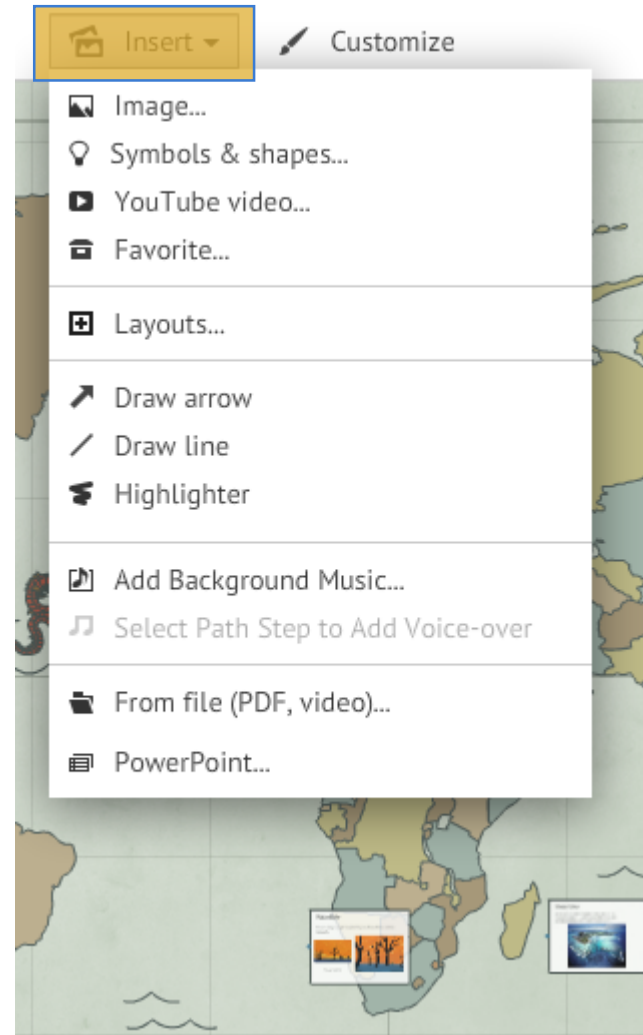 Insert
Customize
Image...
Symbols & shapes...
YouTube video...
Favorite...
Layouts...
Draw arrow
Draw line
Highlighter
Add Background Music...
Select Path Step to Add Voice-over
From file (PDF, video)...
PowerPoint...